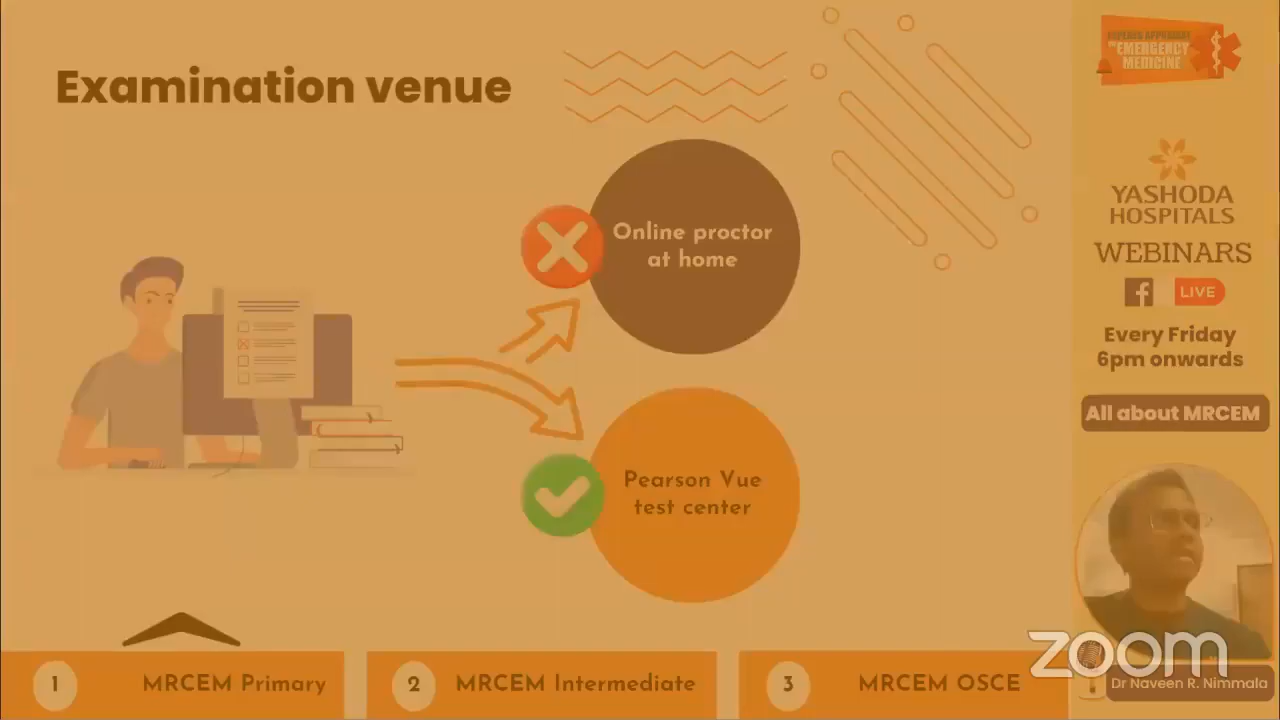 Examination venue
Online proctor
at home
Pearson Vue
test center
1
MRCEM Primary
2
MRCEM Intermediate
3
MRCEM OSCE
EMERGENCY
MEDICINE
YASHODA
HOSPITALS
WEBINARS
LIVE
Every Friday
6pm onwards
All about MRCEM
zoom
Dr Naveen R. Nimmala